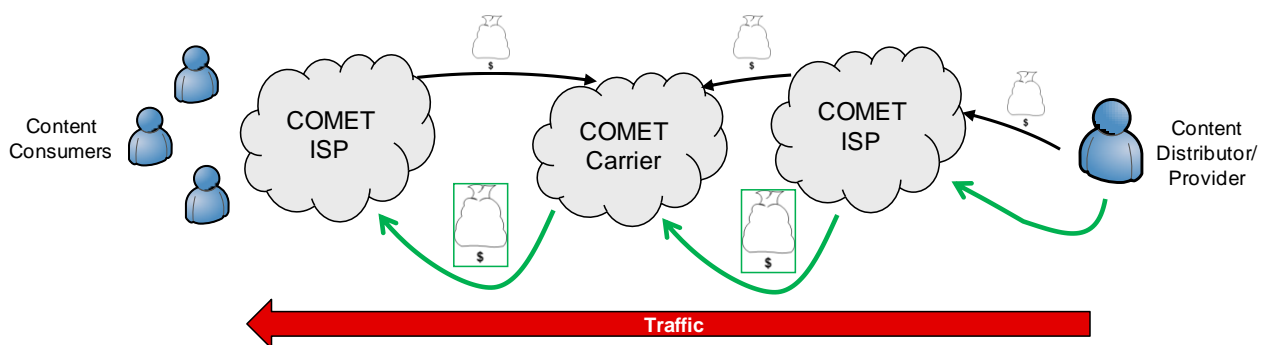 Content
Consumers
COMET
ISP
$
COMET
Carrier
$
COMET
ISP
$
Content
Distributor/
Provider
$
$
Traffic